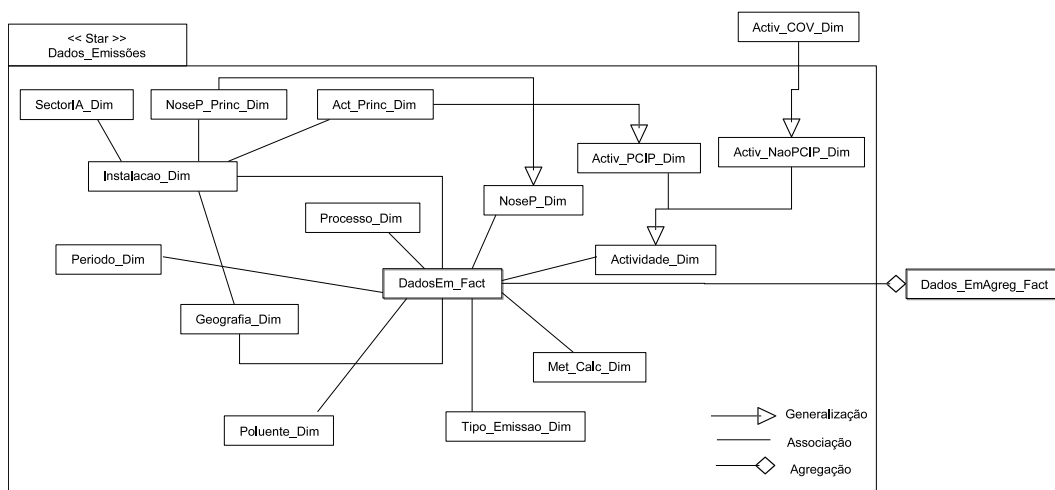 << Star >>
Dados_Emissões
Activ_COV_Dim
SectorIA_Dim
NoseP_Princ_Dim
Act_Princ_Dim
Activ_PCIP_Dim
Activ_NaoPCIP_Dim
Instalacao_Dim
NoseP_Dim
Processo_Dim
Periodo_Dim
Actividade_Dim
DadosEm_Fact
Dados_EmAgreg_Fact
Geografia_Dim
Met_Calc_Dim
Poluente_Dim
Tipo_Emissao_Dim
Generalização
Associação
Agregação